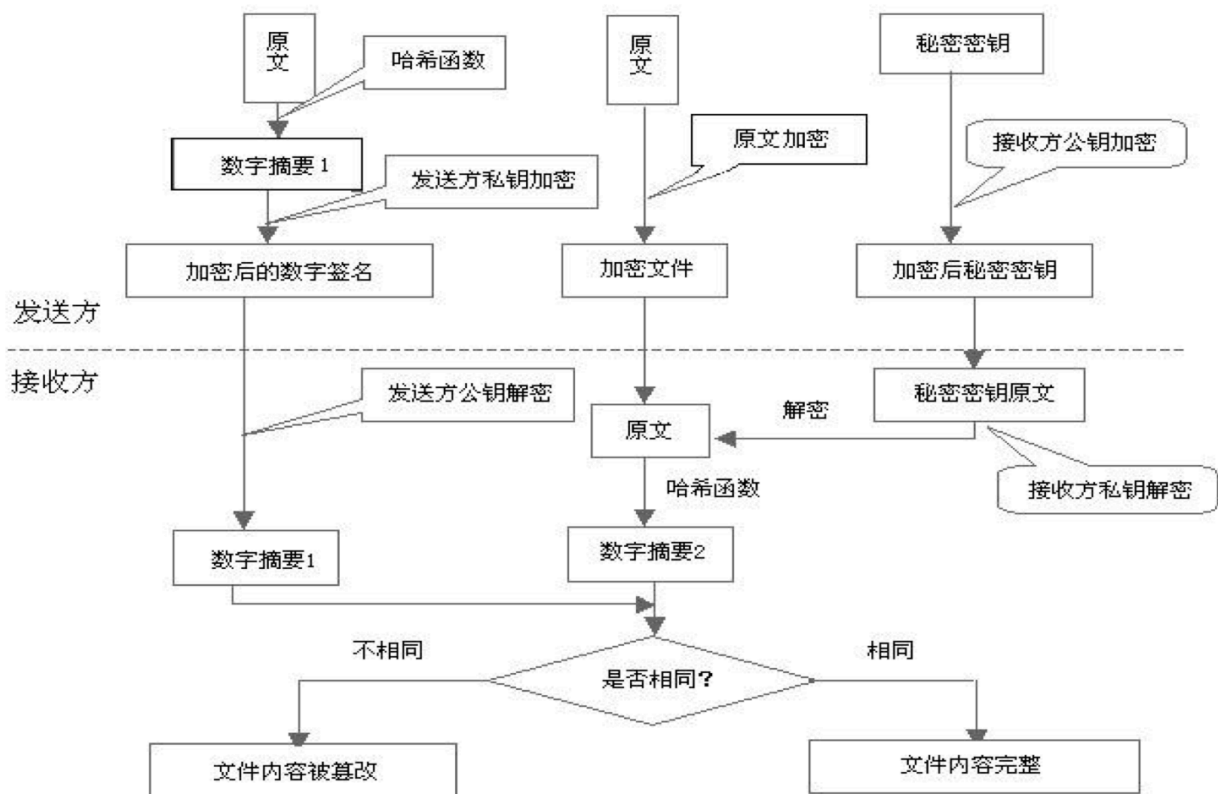 原
文
哈希函数
原
文
秘密密钥
数字摘要1
发送方私钥加密
原文加密
接收方公钥加密
加密后的数字签名
加密文件
加密后秘密密钥
发送方
接收方
发送方公钥解密
秘密密钥原文
原文
解密
哈希函数
接收方私钥解密
数字摘要1
数字摘要2
不相同
相同
是否相同?
文件内容被篡改
文件内容完整